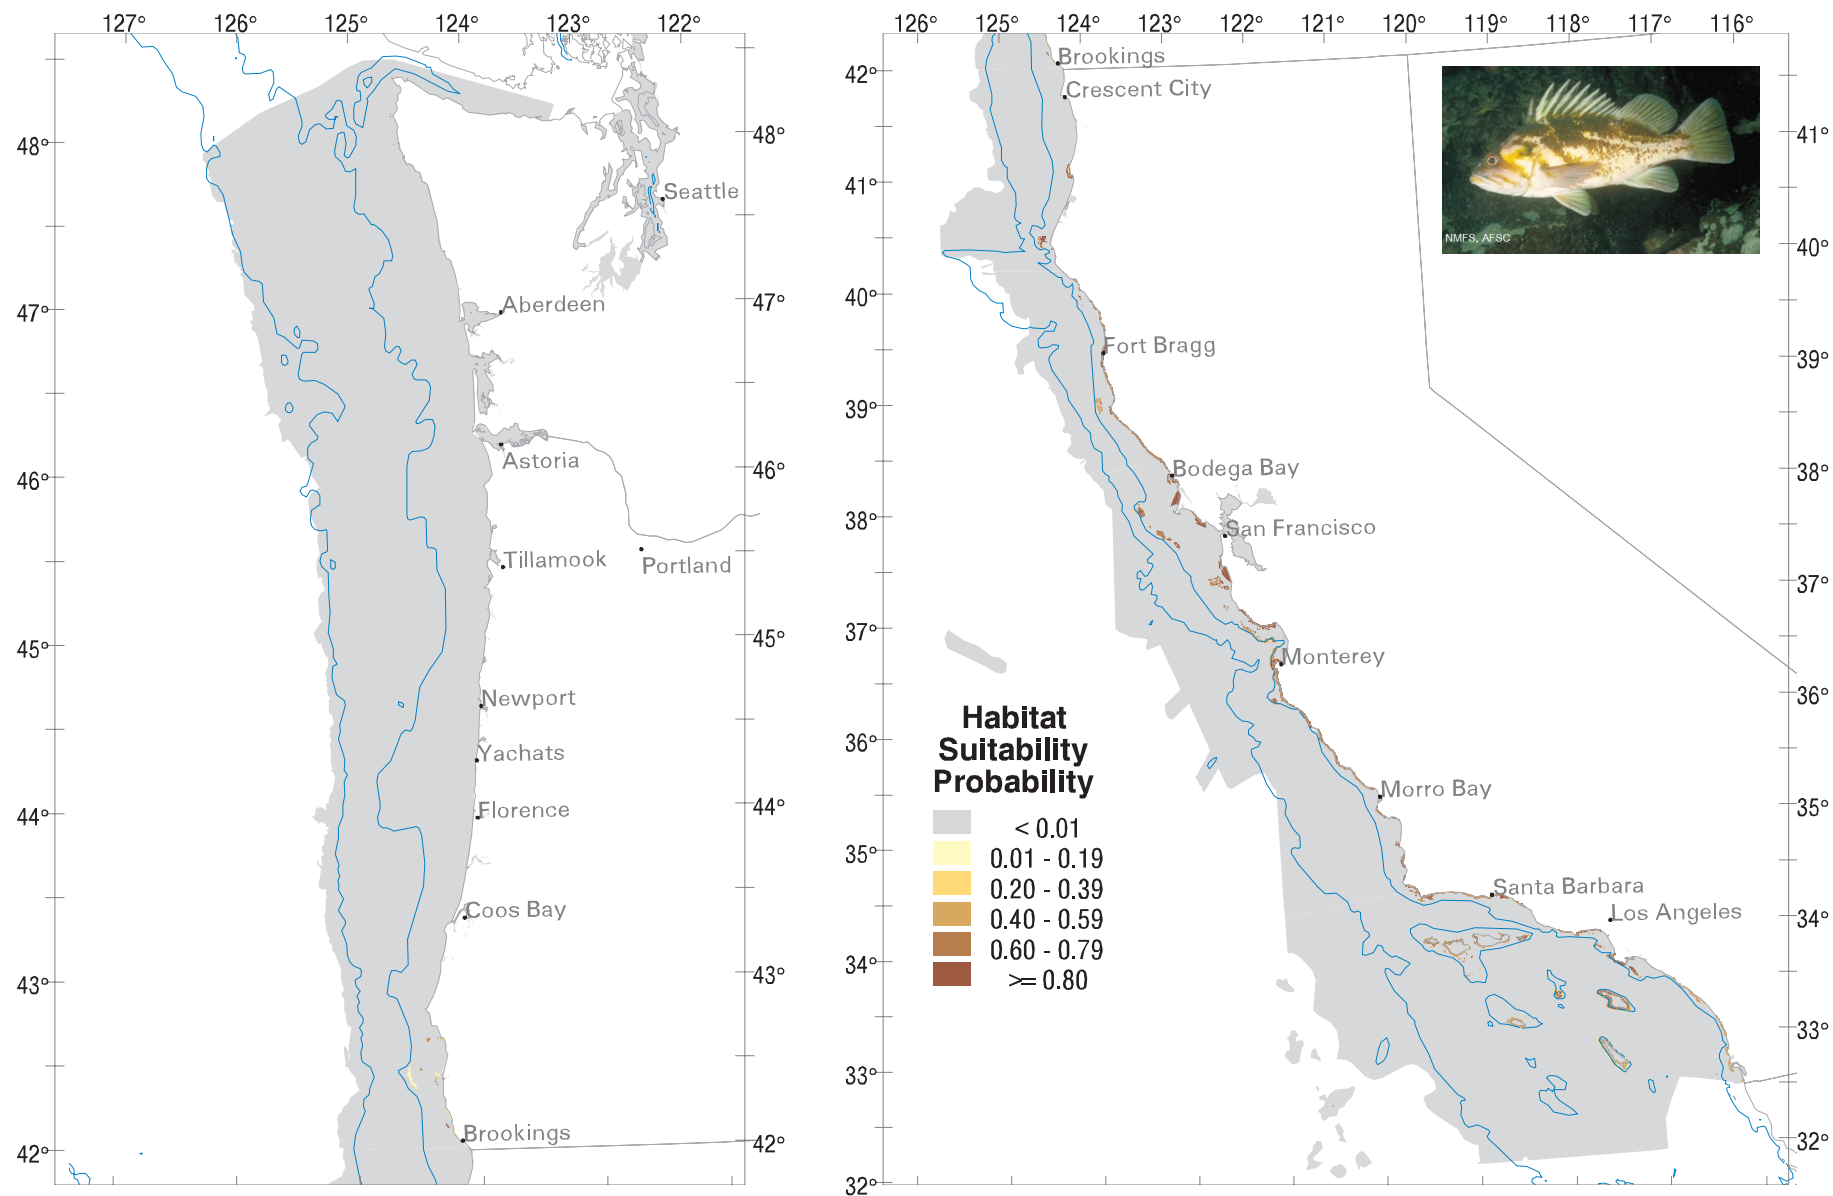 127° 125° 124° 123° 122°
48° 48°
Seattle
47° 47°
Aberdeen
46° 46°
Astoria
Tillamook
Portland
45° 45°
Newport
Yachats
44° 44°
Florence
Coos Bay
43° 43°
Brookings
42° 42°
126° 125° 124° 123° 122° 121° 120° 119° 118° 117° 116°
Brookings
42°
Crescent City
41° 41°
NMFS, AFSC
40° 40°
Fort Bragg
39° 39°
Bodega Bay
38° 38°
San Francisco
37° 37°
Monterey
36° 36°
Morro Bay
35° 35°
Santa Barbara
Los Angeles
34° 34°
33° 33°
32° 32°
Habitat
Suitability
Probability
< 0.01
0.01 - 0.19
0.20 - 0.39
0.40 - 0.59
0.60 - 0.79
>= 0.80